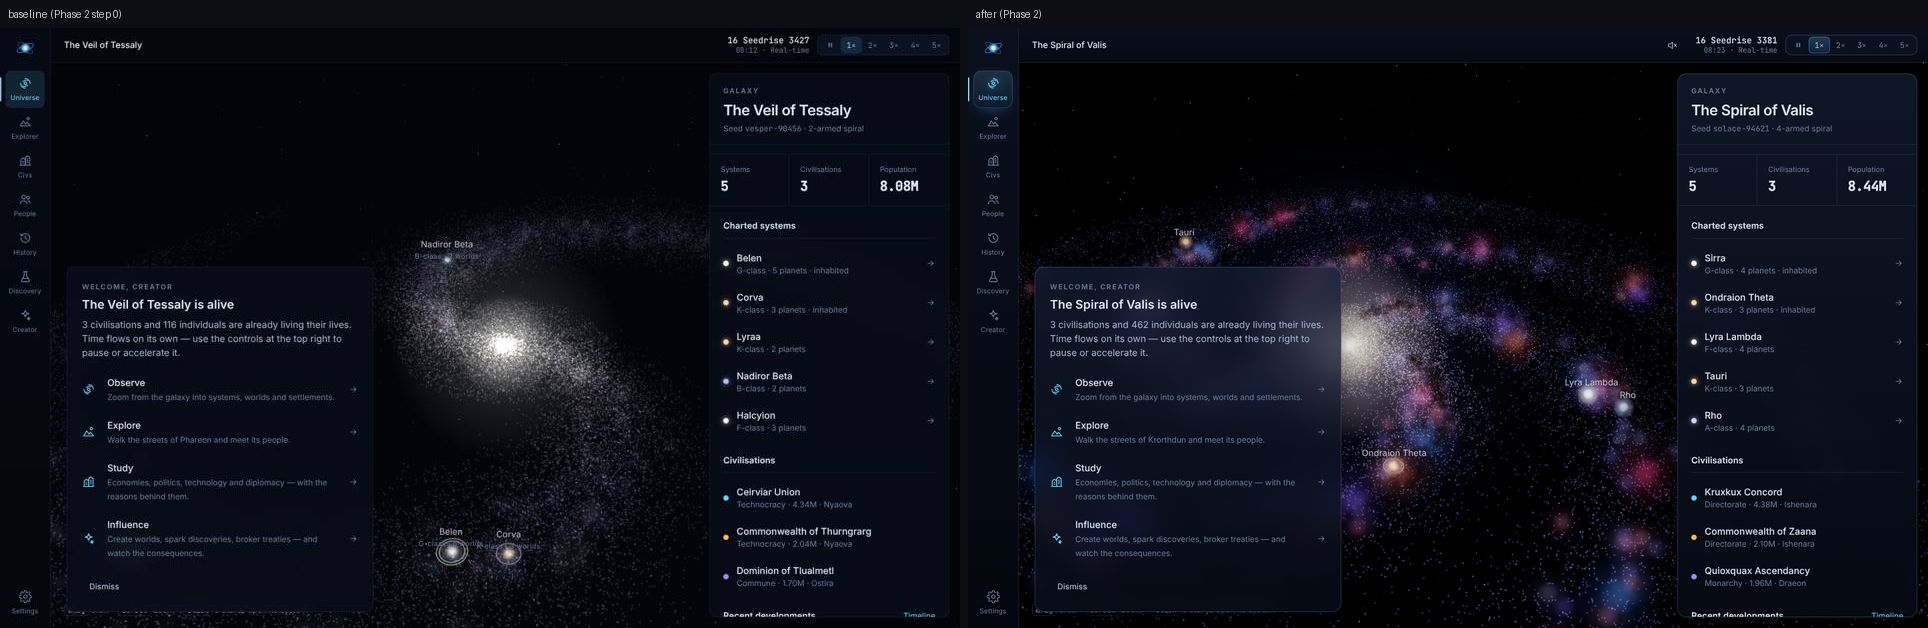 baseline (Phase 2 step 0)
The Veil of Tessaly
16 Seedrise 3427
08:12 · Real-time
1× 2× 3× 4× 5×
Universe
Explorer
Civs
People
History
Discovery
Creator
Settings
Nadiror Beta
B-class
worlds
Belen
Corva
WELCOME, CREATOR
The Veil of Tessaly is alive
3 civilisations and 116 individuals are already living their lives.
Time flows on its own — use the controls at the top right to
pause or accelerate it.
Observe
Zoom from the galaxy into systems, worlds and settlements.
Explore
Walk the streets of Phareon and meet its people.
Study
Economies, politics, technology and diplomacy — with the
reasons behind them.
Influence
Create worlds, spark discoveries, broker treaties — and
watch the consequences.
Dismiss
GALAXY
The Veil of Tessaly
Seed vesper-90456 · 2-armed spiral
Systems
5
Civilisations
3
Population
8.08M
Charted systems
Belen
G-class · 5 planets · inhabited
Corva
K-class · 3 planets · inhabited
Lyraa
K-class · 2 planets
Nadiror Beta
B-class · 2 planets
Halcyion
F-class · 3 planets
Civilisations
Ceirviar Union
Technocracy · 4.34M · Nyaova
Commonwealth of Thurngrarg
Technocracy · 2.04M · Nyaova
Dominion of Tlualmetl
Commune · 1.70M · Ostira
Recent developments
Timeline
after (Phase 2)
The Spiral of Valis
16 Seedrise 3381
08:23 · Real-time
1× 2× 3× 4× 5×
Universe
Explorer
Civs
People
History
Discovery
Creator
Settings
Tauri
Lyra Lambda
Rho
Ondraion Theta
WELCOME, CREATOR
The Spiral of Valis is alive
3 civilisations and 462 individuals are already living their lives.
Time flows on its own — use the controls at the top right to
pause or accelerate it.
Observe
Zoom from the galaxy into systems, worlds and settlements.
Explore
Walk the streets of Krorthdun and meet its people.
Study
Economies, politics, technology and diplomacy — with the
reasons behind them.
Influence
Create worlds, spark discoveries, broker treaties — and
watch the consequences.
Dismiss
GALAXY
The Spiral of Valis
Seed solace-94621 · 4-armed spiral
Systems
5
Civilisations
3
Population
8.44M
Charted systems
Sirra
G-class · 4 planets · inhabited
Ondraion Theta
K-class · 3 planets · inhabited
Lyra Lambda
F-class · 4 planets
Tauri
K-class · 3 planets
Rho
A-class · 4 planets
Civilisations
Kruxkux Concord
Directorate · 4.38M · Ishenara
Commonwealth of Zaana
Directorate · 2.10M · Ishenara
Quioxquax Ascendancy
Monarchy · 1.96M · Draeon
Recent developments
Timeline